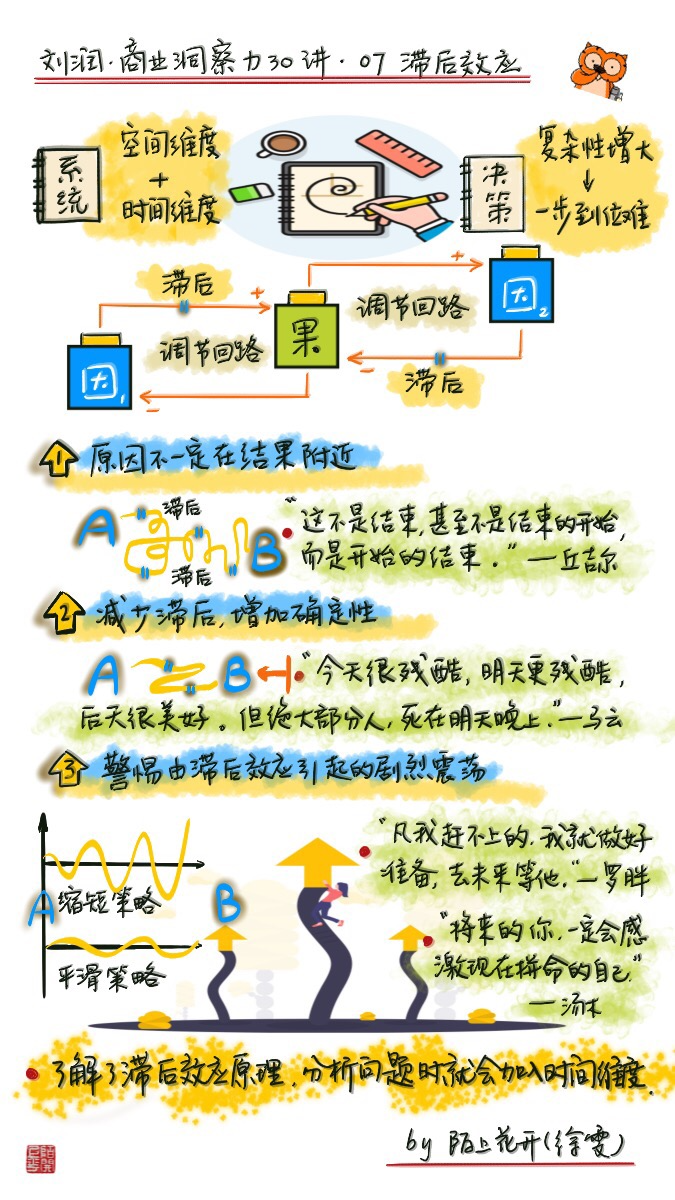 刘润·商业洞察力30讲·07 滞后效应
系统
空间维度
+
时间维度
决策
复杂性增大
↓
一步到位难
滞后
+
+
因1
调节回路
果
调节回路
因2
-
-
滞后
1 原因不一定在结果附近
A
滞后
滞后
B
“这不是结束,甚至不是结束的开始,
而是开始的结束。”—丘吉尔
2 减少滞后,增加确定性
A
B
“今天很残酷,明天更残酷,
后天很美好。但绝大部分人,死在明天晚上。”—马云
3 警惕由滞后效应引起的剧烈震荡
A
缩短策略
B
平滑策略
“凡我赶不上的,我就做好
准备,去未来等他。”—罗胖
“将来的你,一定会感
激现在拼命的自己”
—汤木
了解了滞后效应原理,分析问题时就会加入时间维度.
by 陌上花开(徐雯)